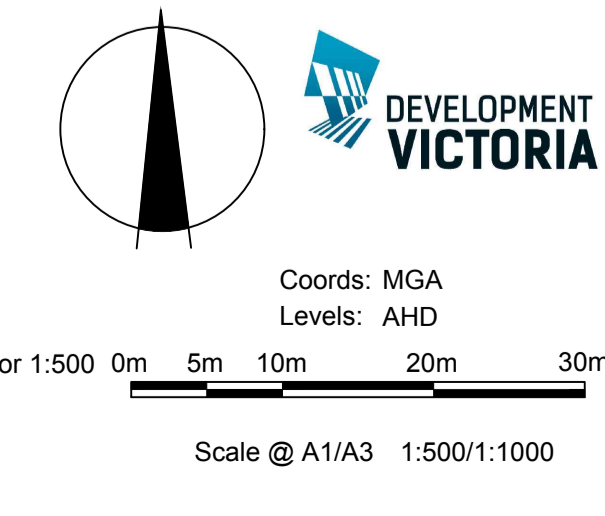 DEVELOPMENT
VICTORIA
Coords: MGA
Levels: AHD
or 1:500 0m 5m 10m 20m 30m
Scale @ A1/A3 1:500/1:1000